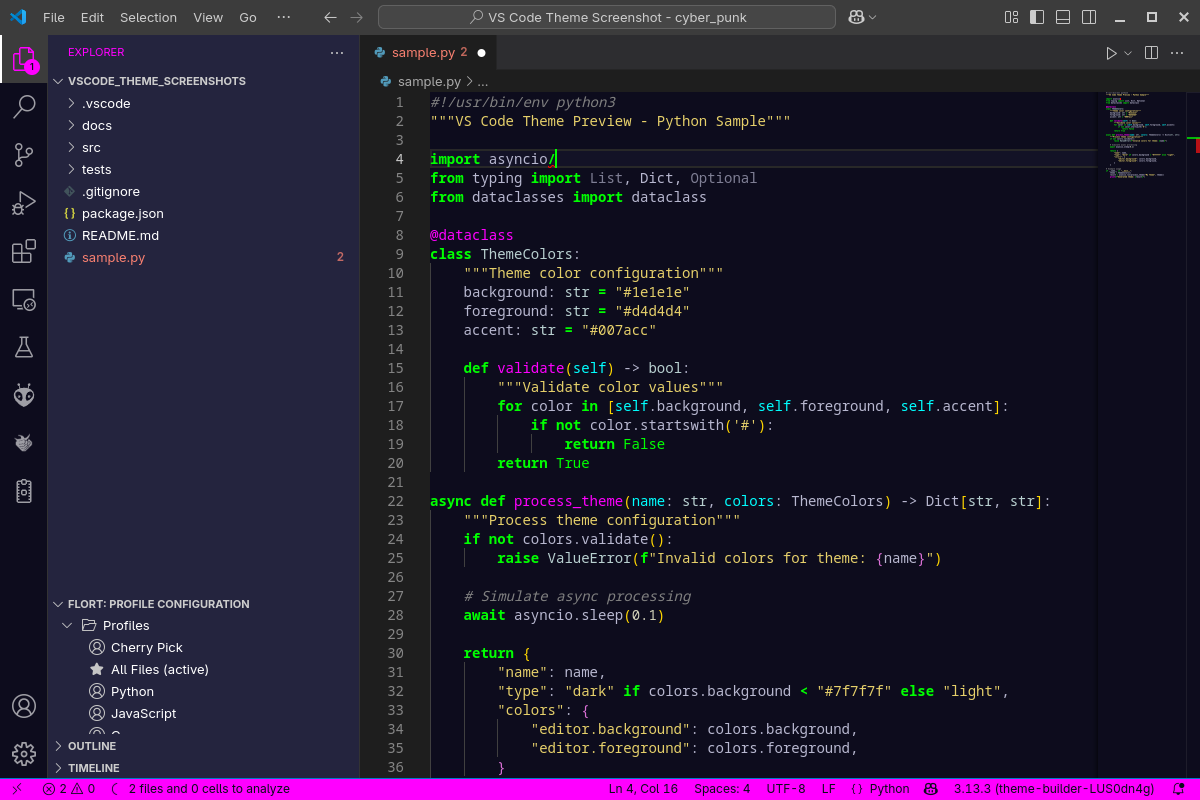 File Edit Selection View Go ···
VS Code Theme Screenshot - cyber_punk
EXPLORER
1
VSCODE_THEME_SCREENSHOTS
.vscode
docs
src
tests
.gitignore
package.json
README.md
sample.py 2
FLORT: PROFILE CONFIGURATION
Profiles
Cherry Pick
All Files (active)
Python
JavaScript
OUTLINE
TIMELINE
sample.py 2
sample.py > ...
1 #!/usr/bin/env python3
2 """VS Code Theme Preview - Python Sample"""
3
4 import asyncio/
5 from typing import List, Dict, Optional
6 from dataclasses import dataclass
7
8 @dataclass
9 class ThemeColors:
10 """Theme color configuration"""
11 background: str = "#1e1e1e"
12 foreground: str = "#d4d4d4"
13 accent: str = "#007acc"
14
15 def validate(self) -> bool:
16 """Validate color values"""
17 for color in [self.background, self.foreground, self.accent]:
18 if not color.startswith('#'):
19 return False
20 return True
21
22 async def process_theme(name: str, colors: ThemeColors) -> Dict[str, str]:
23 """Process theme configuration"""
24 if not colors.validate():
25 raise ValueError(f"Invalid colors for theme: {name}")
26
27 # Simulate async processing
28 await asyncio.sleep(0.1)
29
30 return {
31 "name": name,
32 "type": "dark" if colors.background < "#7f7f7f" else "light",
33 "colors": {
34 "editor.background": colors.background,
35 "editor.foreground": colors.foreground,
36 }
2 0 2 files and 0 cells to analyze
Ln 4, Col 16 Spaces: 4 UTF-8 LF {} Python 3.13.3 (theme-builder-LUS0dn4g)